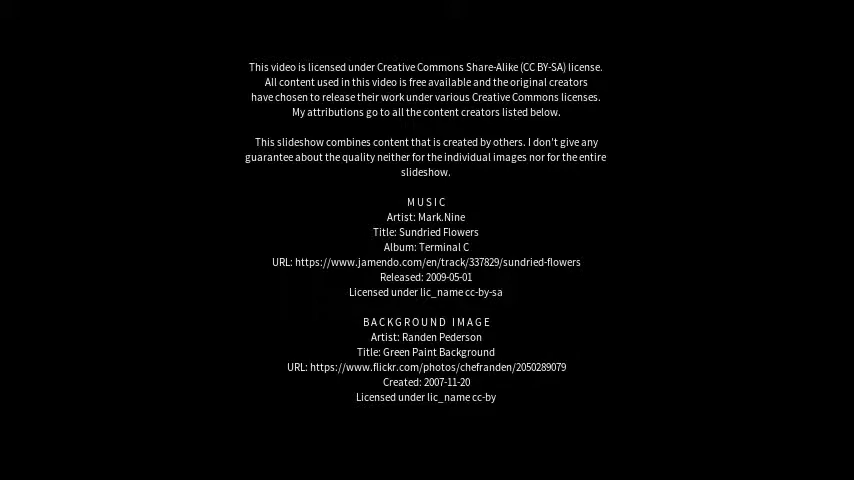 This video is licensed under Creative Commons Share-Alike (CC BY-SA) license.
All content used in this video is free available and the original creators
have chosen to release their work under various Creative Commons licenses.
My attributions go to all the content creators listed below.
This slideshow combines content that is created by others. I don't give any
guarantee about the quality neither for the individual images nor for the entire
slideshow.
MUSIC
Artist: Mark.Nine
Title: Sundried Flowers
Album: Terminal C
URL: https://www.jamendo.com/en/track/337829/sundried-flowers
Released: 2009-05-01
Licensed under lic_name cc-by-sa
BACKGROUND IMAGE
Artist: Randen Pederson
Title: Green Paint Background
URL: https://www.flickr.com/photos/chefranden/2050289079
Created: 2007-11-20
Licensed under lic_name cc-by